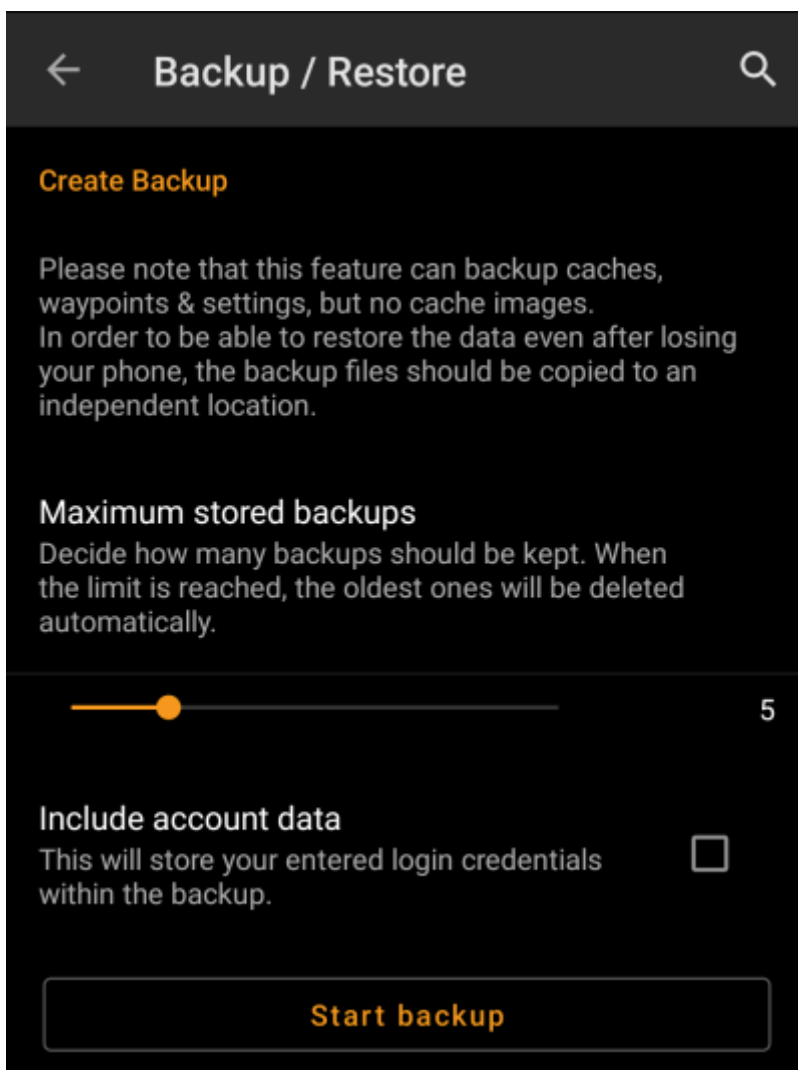 Backup / Restore
Create Backup
Please note that this feature can backup caches,
waypoints & settings, but no cache images.
In order to be able to restore the data even after losing
your phone, the backup files should be copied to an
independent location.
Maximum stored backups
Decide how many backups should be kept. When
the limit is reached, the oldest ones will be deleted
automatically.
5
Include account data
This will store your entered login credentials
within the backup.
Start backup